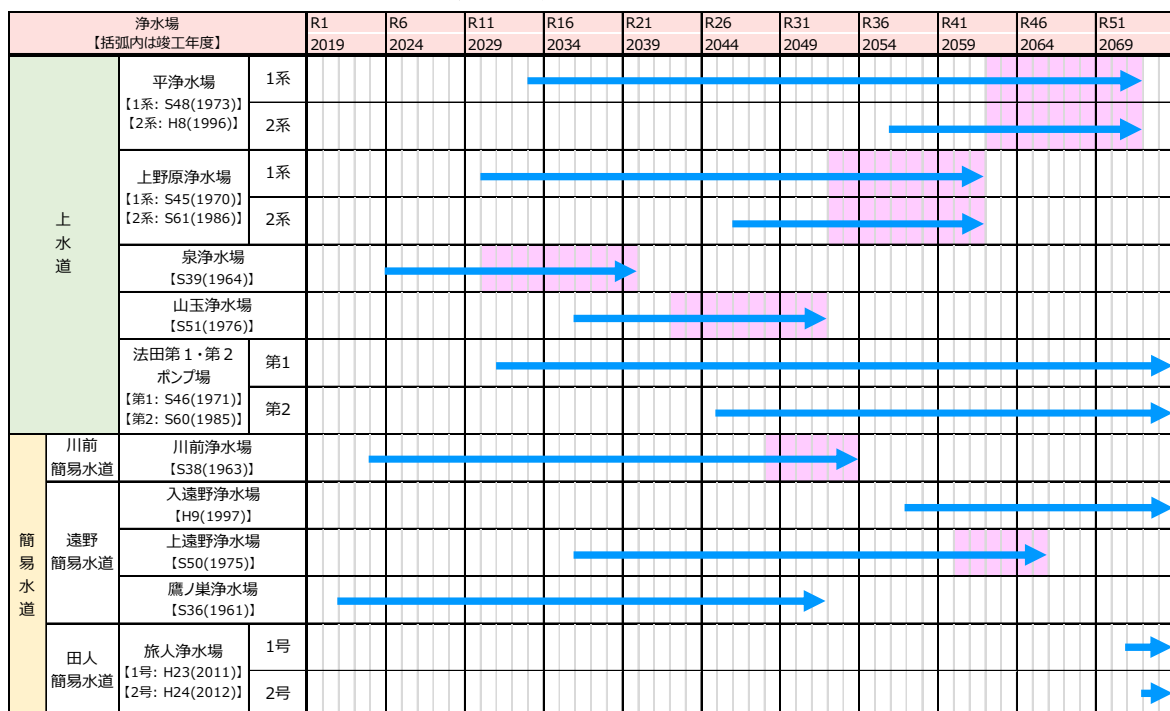 浄水場
【括弧内は竣工年度】
R1 R6 R11 R16 R21 R26 R31 R36 R41 R46 R51
2019 2024 2029 2034 2039 2044 2049 2054 2059 2064 2069
上水道
平浄水場
【1系: S48(1973)】
【2系: H8(1996)】
1系
2系
上野原浄水場
【1系: S45(1970)】
【2系: S61(1986)】
1系
2系
泉浄水場
【S39(1964)】
山玉浄水場
【S51(1976)】
法田第1・第2
ポンプ場
【第1: S46(1971)】
【第2: S60(1985)】
第1
第2
簡易水道
川前
簡易水道
川前浄水場
【S38(1963)】
遠野
簡易水道
入遠野浄水場
【H9(1997)】
上遠野浄水場
【S50(1975)】
鷹ノ巣浄水場
【S36(1961)】
田人
簡易水道
旅人浄水場
【1号: H23(2011)】
【2号: H24(2012)】
1号
2号